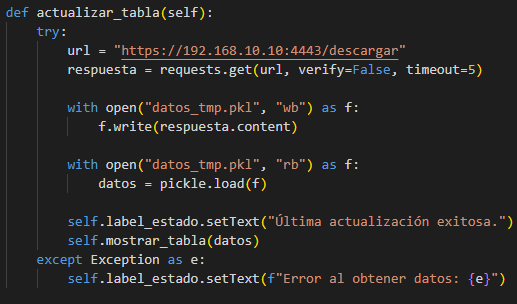 def actualizar_tabla(self):
    try:
        url = "https://192.168.10.10:4443/descargar"
        respuesta = requests.get(url, verify=False, timeout=5)

        with open("datos_tmp.pkl", "wb") as f:
            f.write(respuesta.content)

        with open("datos_tmp.pkl", "rb") as f:
            datos = pickle.load(f)

        self.label_estado.setText("Última actualización exitosa.")
        self.mostrar_tabla(datos)
    except Exception as e:
        self.label_estado.setText(f"Error al obtener datos: {e}")